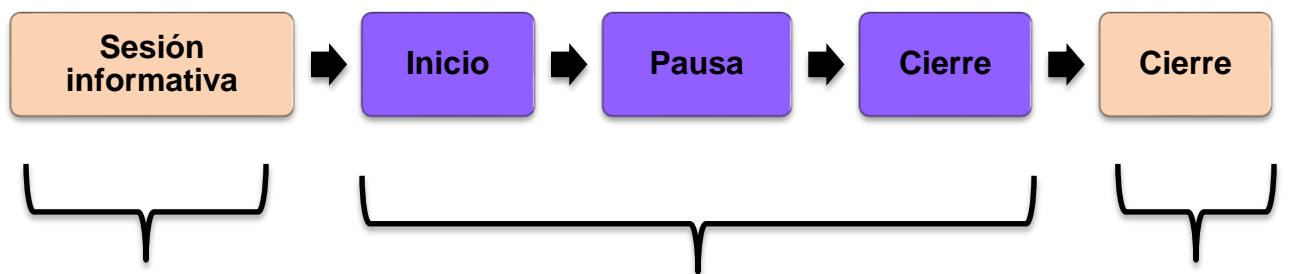 Sesión
informativa
Inicio
Pausa
Cierre
Cierre